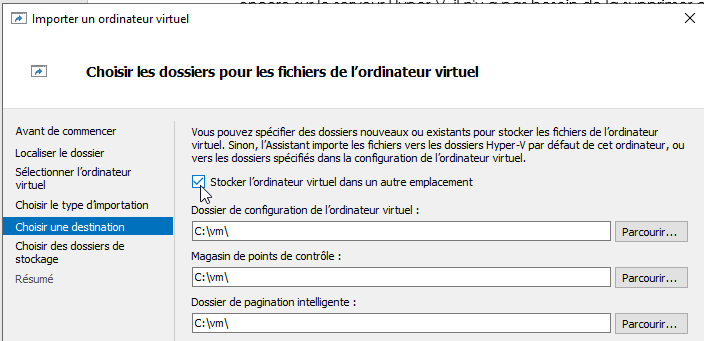 Importer un ordinateur virtuel
Choisir les dossiers pour les fichiers de l'ordinateur virtuel
Avant de commencer
Localiser le dossier
Sélectionner l'ordinateur
virtuel
Choisir le type d'importation
Choisir une destination
Choisir des dossiers de
stockage
Résumé
Vous pouvez spécifier des dossiers nouveaux ou existants pour stocker les fichiers de l'ordinateur
virtuel. Sinon, l'Assistant importe les fichiers vers les dossiers Hyper-V par défaut de cet ordinateur, ou
vers les dossiers spécifiés dans la configuration de l'ordinateur virtuel.
Stocker l'ordinateur virtuel dans un autre emplacement
Dossier de configuration de l'ordinateur virtuel :
C:\vm\ Parcourir...
Magasin de points de contrôle :
C:\vm\ Parcourir...
Dossier de pagination intelligente :
C:\vm\ Parcourir...